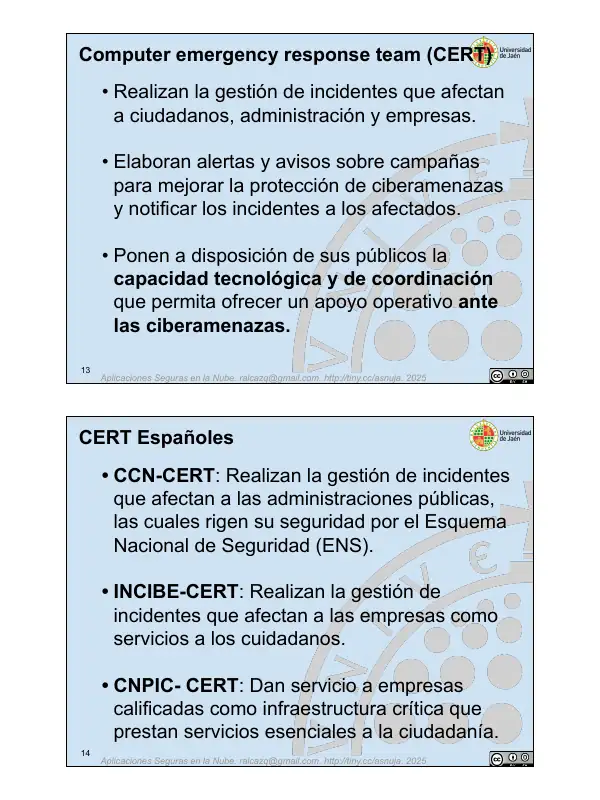 Computer emergency response team (CERT)
Universidad
de Jaén
• Realizan la gestión de incidentes que afectan
a ciudadanos, administración y empresas.
• Elaboran alertas y avisos sobre campañas
para mejorar la protección de ciberamenazas
y notificar los incidentes a los afectados.
• Ponen a disposición de sus públicos la
capacidad tecnológica y de coordinación
que permita ofrecer un apoyo operativo ante
las ciberamenazas.
13
Aplicaciones Seguras en la Nube. ralcazq@gmail.com. http://tiny.cc/asnuja. 2025
CERT Españoles
Universidad
de Jaén
• CCN-CERT: Realizan la gestión de incidentes
que afectan a las administraciones públicas,
las cuales rigen su seguridad por el Esquema
Nacional de Seguridad (ENS).
• INCIBE-CERT: Realizan la gestión de
incidentes que afectan a las empresas como
servicios a los cuidadanos.
• CNPIC- CERT: Dan servicio a empresas
calificadas como infraestructura crítica que
prestan servicios esenciales a la ciudadanía.
14
Aplicaciones Seguras en la Nube. ralcazq@gmail.com. http://tiny.cc/asnuja. 2025